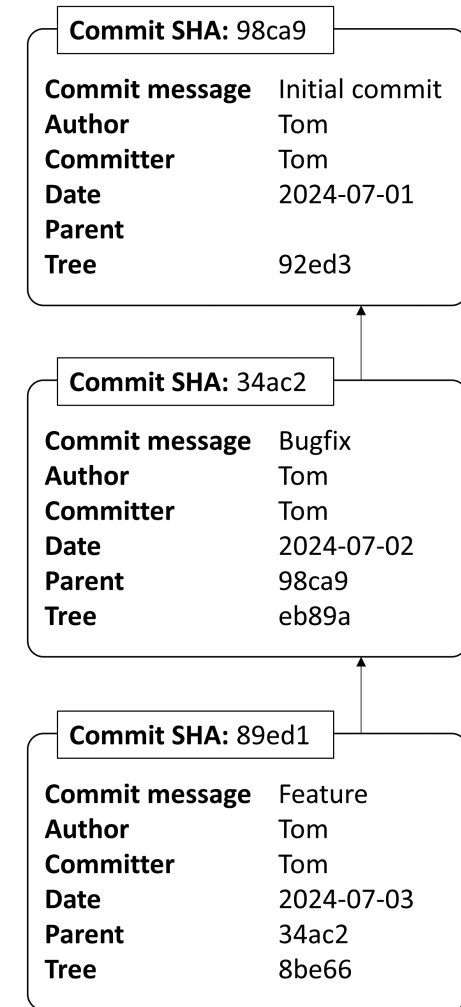 Commit SHA: 98ca9
Commit message Initial commit
Author Tom
Committer Tom
Date 2024-07-01
Parent
Tree 92ed3
Commit SHA: 34ac2
Commit message Bugfix
Author Tom
Committer Tom
Date 2024-07-02
Parent 98ca9
Tree eb89a
Commit SHA: 89ed1
Commit message Feature
Author Tom
Committer Tom
Date 2024-07-03
Parent 34ac2
Tree 8be66